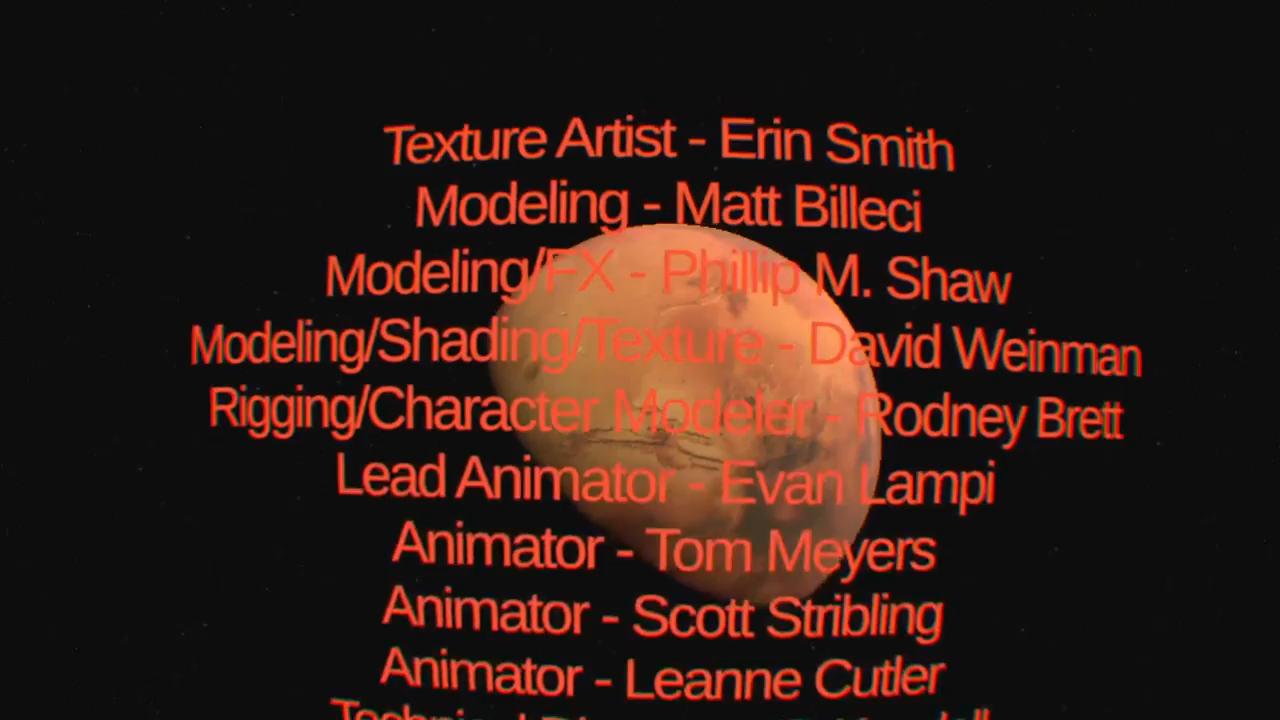 Texture Artist - Erin Smith
Modeling - Matt Billeci
Modeling/FX - Phillip M. Shaw
Modeling/Shading/Texture - David Weinman
Rigging/Character Modeler - Rodney Brett
Lead Animator - Evan Lampi
Animator - Tom Meyers
Animator - Scott Stribling
Animator - Leanne Cutler